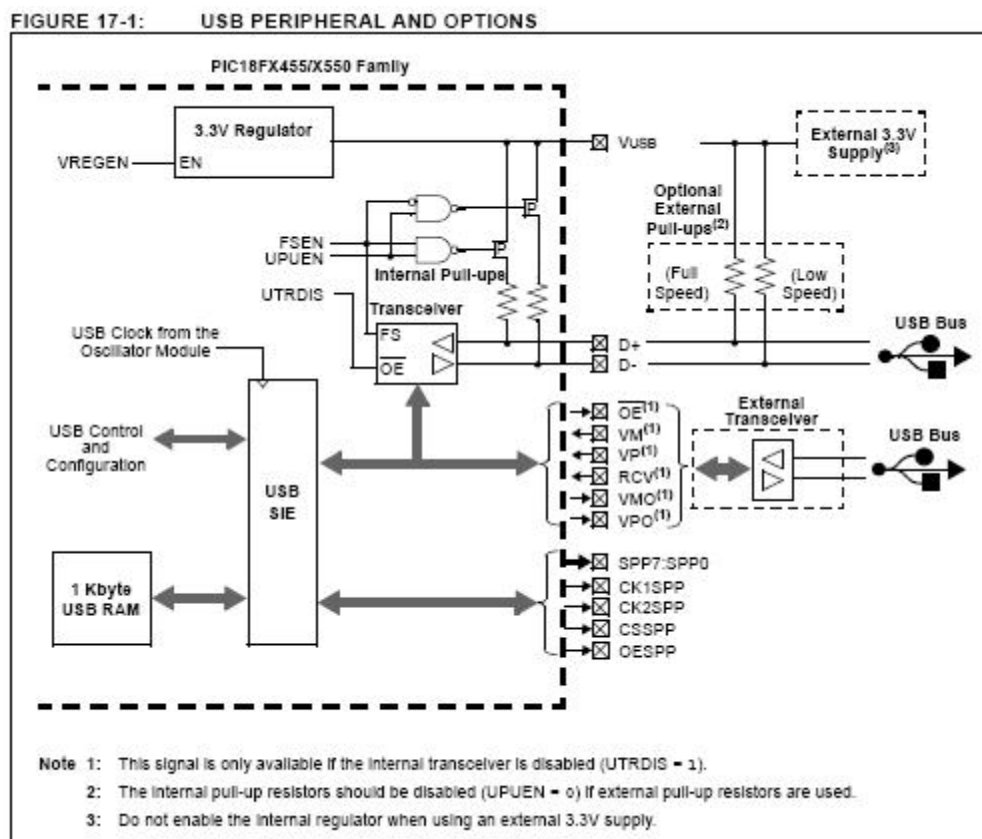 FIGURE 17-1: USB PERIPHERAL AND OPTIONS
PIC18FX455/X550 Family
3.3V Regulator
EN
VREGEN
VUSB
External 3.3V
Supply(3)
Optional
External
Pull-ups(2)
P
P
FSEN
UPUEN
Internal Pull-ups
(Full
Speed)
(Low
Speed)
UTRDIS
Transceiver
FS
OE
USB Clock from the
Oscillator Module
D+
D-
USB Bus
USB Control
and
Configuration
USB
SIE
OE(1)
VM(1)
VP(1)
RCV(1)
VMO(1)
VPO(1)
External
Transceiver
USB Bus
1 Kbyte
USB RAM
SPP7:SPP0
CK1SPP
CK2SPP
CSSPP
OESPP
Note 1: This signal is only available if the internal transceiver is disabled (UTRDIS = 1).
2: The internal pull-up resistors should be disabled (UPUEN = 0) if external pull-up resistors are used.
3: Do not enable the internal regulator when using an external 3.3V supply.